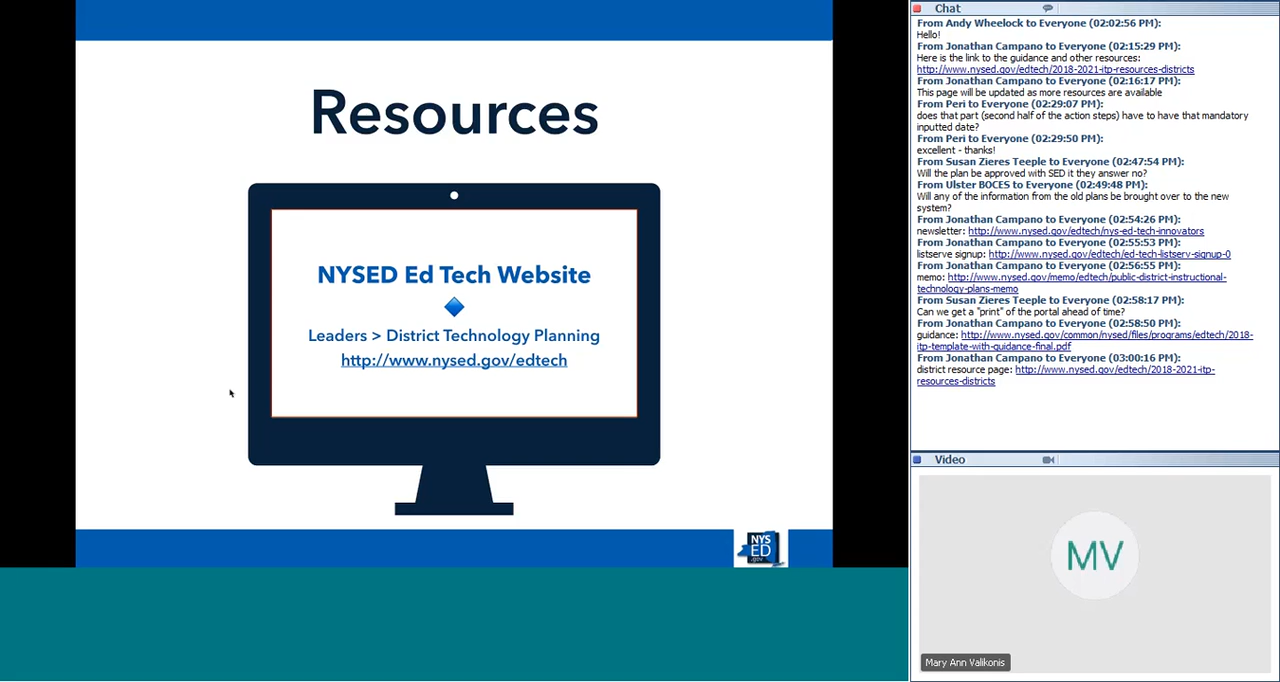 Resources
NYSED Ed Tech Website
Leaders > District Technology Planning
http://www.nysed.gov/edtech
NYS
ED
.gov
Chat
From Andy Wheelock to Everyone (02:02:56 PM):
Hello!
From Jonathan Campano to Everyone (02:15:29 PM):
Here is the link to the guidance and other resources:
http://www.nysed.gov/edtech/2018-2021-itp-resources-districts
From Jonathan Campano to Everyone (02:16:17 PM):
This page will be updated as more resources are available
From Peri to Everyone (02:29:07 PM):
does that part (second half of the action steps) have to have that mandatory
inputted date?
From Peri to Everyone (02:29:50 PM):
excellent - thanks!
From Susan Zieres Teeple to Everyone (02:47:54 PM):
Will the plan be approved with SED it they answer no?
From Ulster BOCES to Everyone (02:49:48 PM):
Will any of the information from the old plans be brought over to the new
system?
From Jonathan Campano to Everyone (02:54:26 PM):
newsletter: http://www.nysed.gov/edtech/nys-ed-tech-innovators
From Jonathan Campano to Everyone (02:55:53 PM):
listserve signup: http://www.nysed.gov/edtech/ed-tech-listserv-signup-0
From Jonathan Campano to Everyone (02:56:55 PM):
memo: http://www.nysed.gov/memo/edtech/public-district-instructional-
technology-plans-memo
From Susan Zieres Teeple to Everyone (02:58:17 PM):
Can we get a "print" of the portal ahead of time?
From Jonathan Campano to Everyone (02:58:50 PM):
guidance: http://www.nysed.gov/common/nysed/files/programs/edtech/2018-
itp-template-with-guidance-final.pdf
From Jonathan Campano to Everyone (03:00:16 PM):
district resource page: http://www.nysed.gov/edtech/2018-2021-itp-
resources-districts
Video
MV
Mary Ann Valikonis